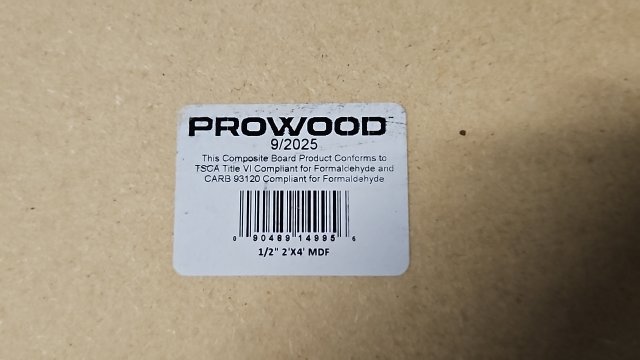 PROWOOD
9/2025
This Composite Board Product Conforms to
TSCA Title VI Compliant for Formaldehyde and
CARB 93120 Compliant for Formaldehyde
0 90489 14995 6
1/2" 2'X4' MDF